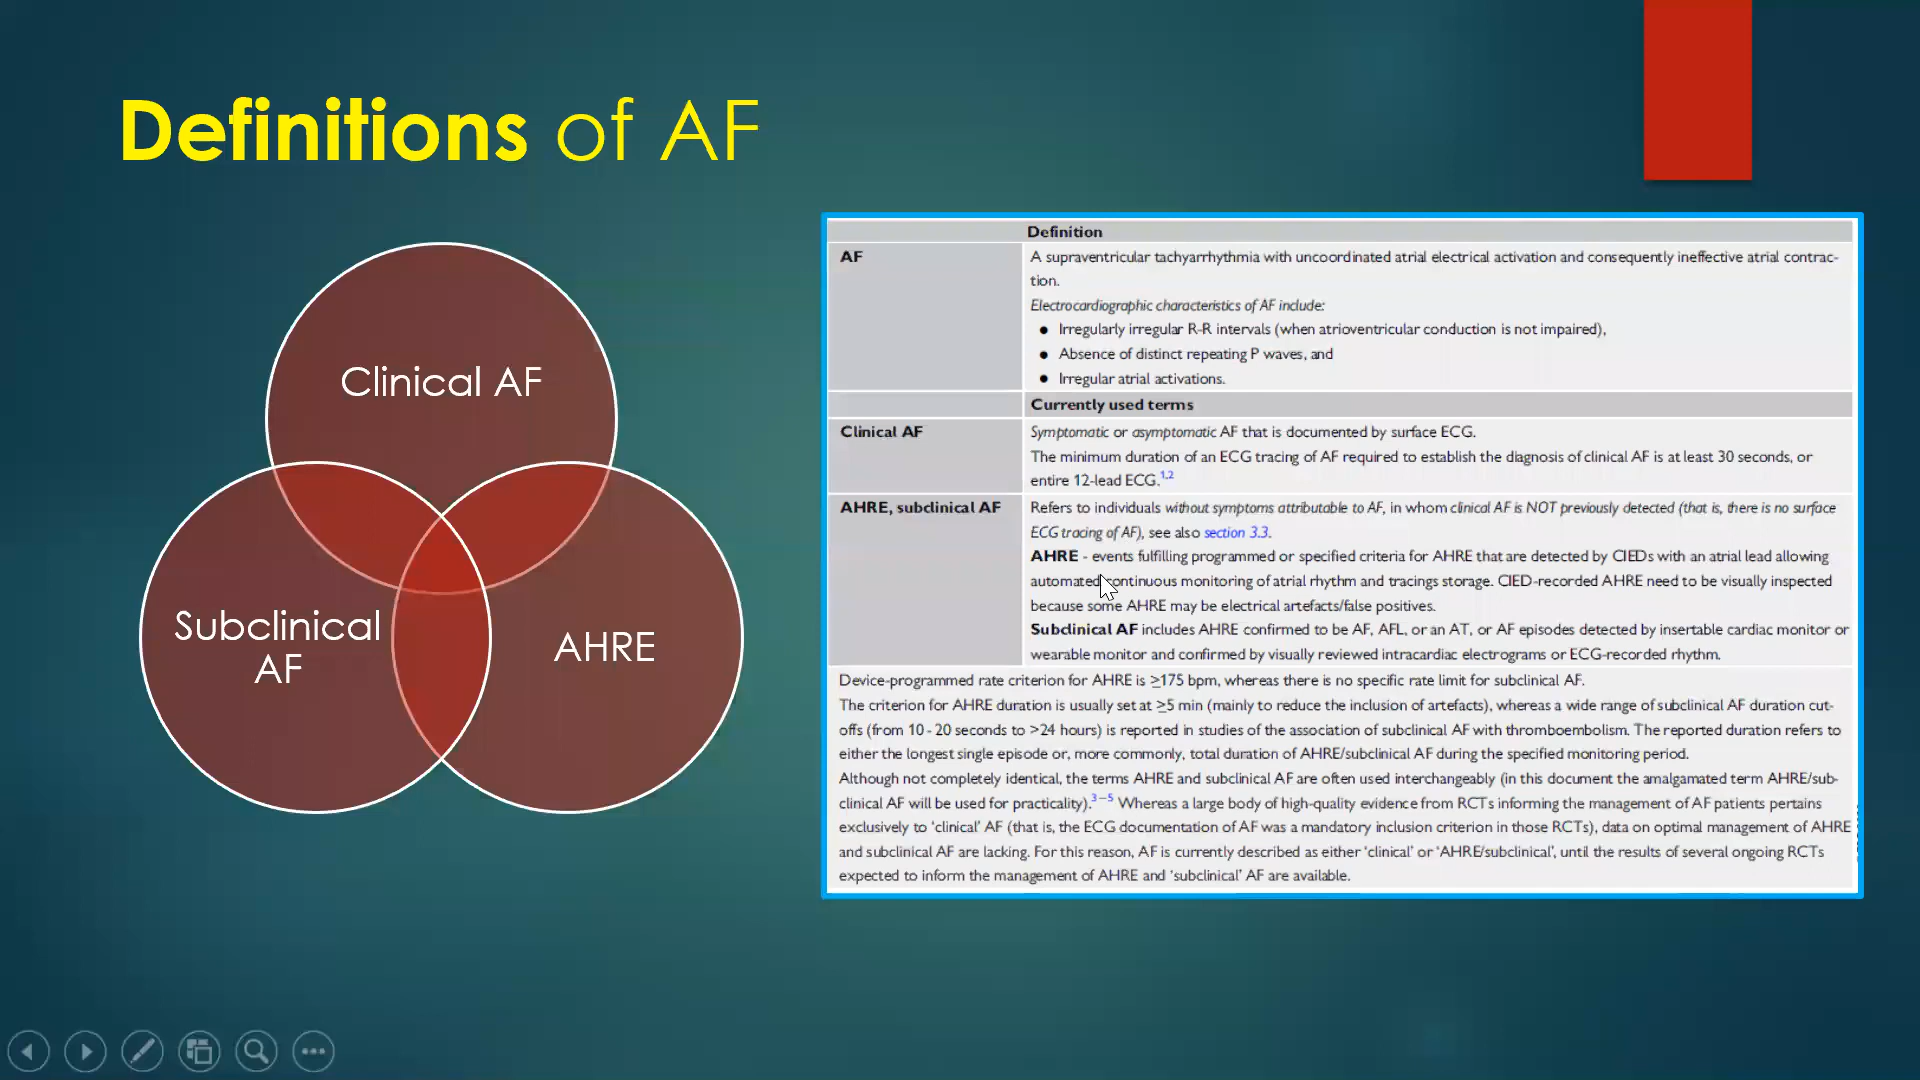 Definitions of AF
Clinical AF
Subclinical
AF
AHRE
Definition
AF
A supraventricular tachyarrhythmia with uncoordinated atrial electrical activation and consequently ineffective atrial contrac-
tion.
Electrocardiographic characteristics of AF include:
● Irregularly irregular R-R intervals (when atrioventricular conduction is not impaired),
● Absence of distinct repeating P waves, and
● Irregular atrial activations.
Currently used terms
Clinical AF
Symptomatic or asymptomatic AF that is documented by surface ECG.
The minimum duration of an ECG tracing of AF required to establish the diagnosis of clinical AF is at least 30 seconds, or
entire 12-lead ECG.1,2
AHRE, subclinical AF
Refers to individuals without symptoms attributable to AF, in whom clinical AF is NOT previously detected (that is, there is no surface
ECG tracing of AF), see also section 3.3.
AHRE - events fulfilling programmed or specified criteria for AHRE that are detected by CIEDs with an atrial lead allowing
automated continuous monitoring of atrial rhythm and tracings storage. CIED-recorded AHRE need to be visually inspected
because some AHRE may be electrical artefacts/false positives.
Subclinical AF includes AHRE confirmed to be AF, AFL, or an AT, or AF episodes detected by insertable cardiac monitor or
wearable monitor and confirmed by visually reviewed intracardiac electrograms or ECG-recorded rhythm.
Device-programmed rate criterion for AHRE is ≥175 bpm, whereas there is no specific rate limit for subclinical AF.
The criterion for AHRE duration is usually set at ≥5 min (mainly to reduce the inclusion of artefacts), whereas a wide range of subclinical AF duration cut-
offs (from 10 - 20 seconds to >24 hours) is reported in studies of the association of subclinical AF with thromboembolism. The reported duration refers to
either the longest single episode or, more commonly, total duration of AHRE/subclinical AF during the specified monitoring period.
Although not completely identical, the terms AHRE and subclinical AF are often used interchangeably (in this document the amalgamated term AHRE/sub-
clinical AF will be used for practicality).3–5 Whereas a large body of high-quality evidence from RCTs informing the management of AF patients pertains
exclusively to ‘clinical’ AF (that is, the ECG documentation of AF was a mandatory inclusion criterion in those RCTs), data on optimal management of AHRE
and subclinical AF are lacking. For this reason, AF is currently described as either ‘clinical’ or ‘AHRE/subclinical’, until the results of several ongoing RCTs
expected to inform the management of AHRE and ‘subclinical’ AF are available.